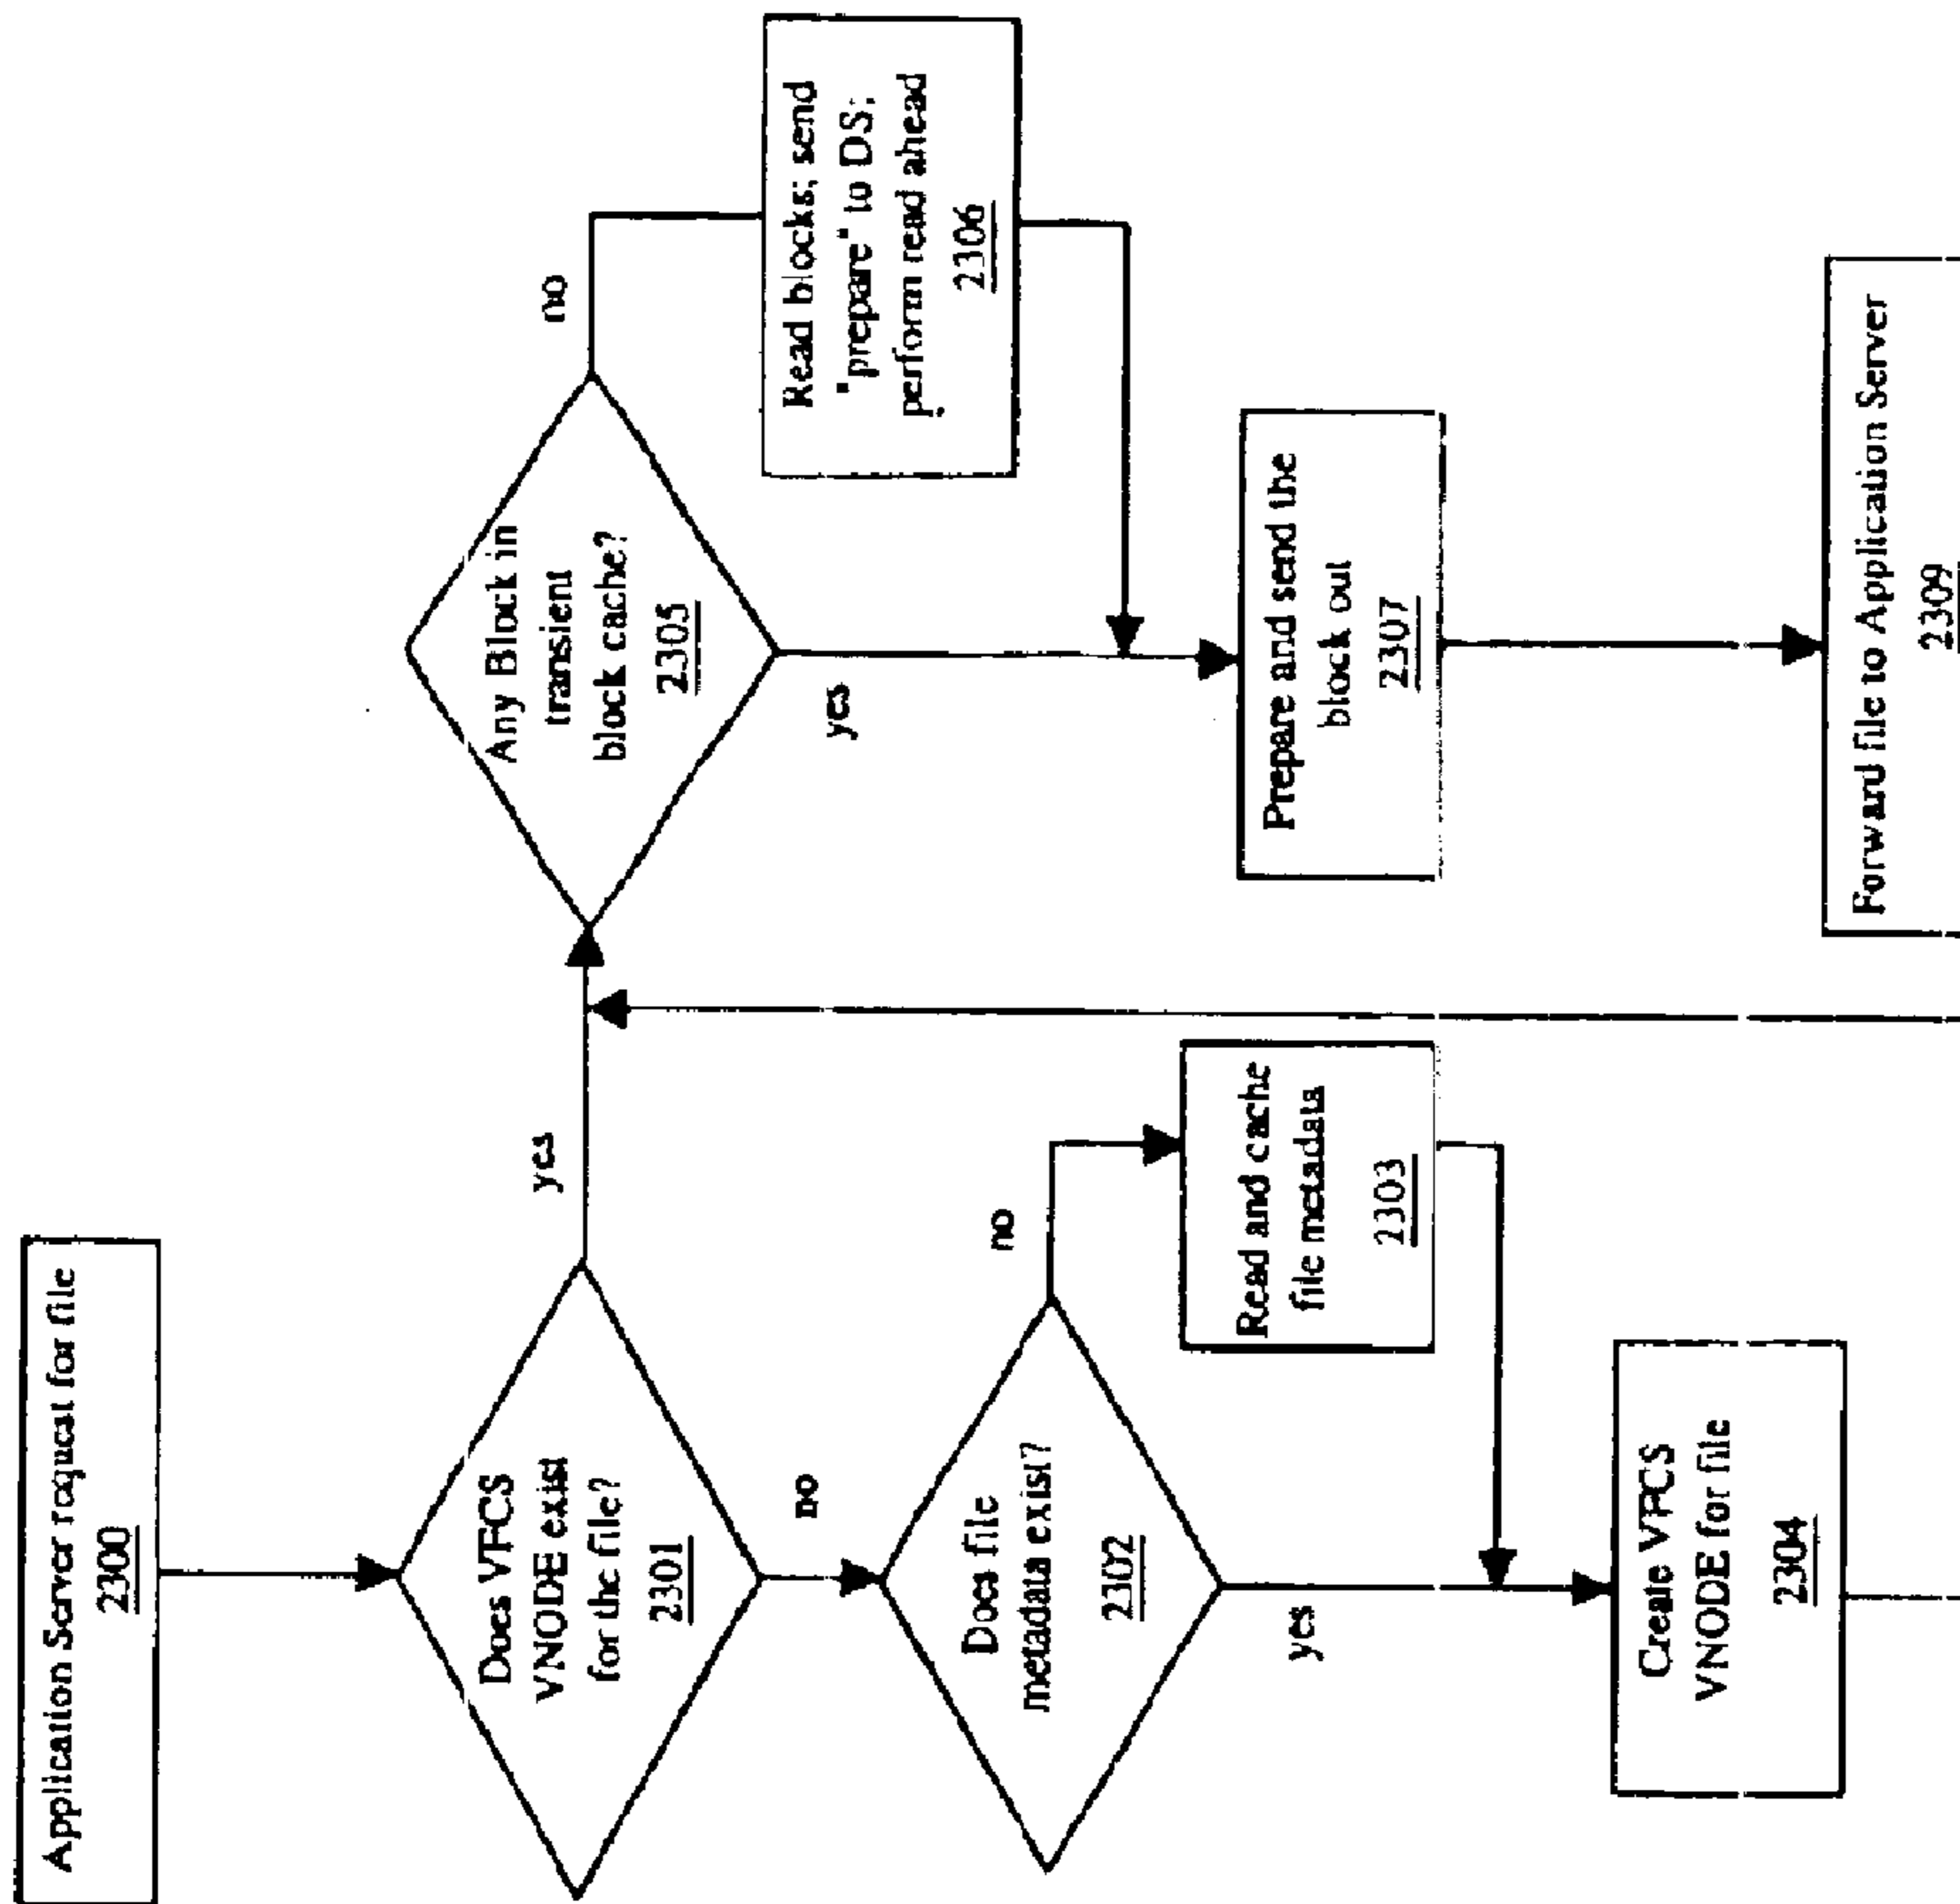 Application Server request for file
2300
Does VFCS
VNODE exist
for the file?
2301
yes
no
Does file
metadata exist?
2302
no
yes
Read and cache
file metadata
2303
Create VFCS
VNODE for file
2304
Any Block in
transient
block cache?
2305
no
yes
Read blocks; send
"prepare" to DS;
perform read ahead
2306
Prepare and send the
block out
2307
Forward file to Application Server
2309